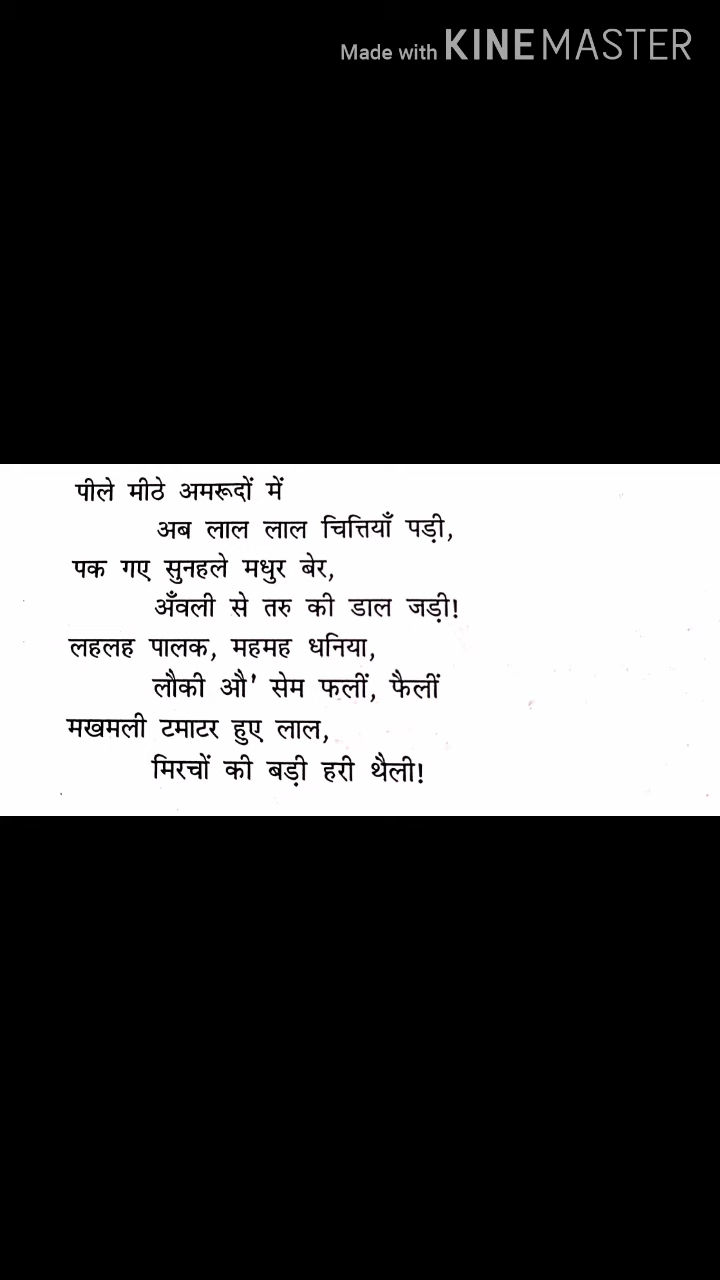 Made with KINEMASTER
पीले मीठे अमरूदों में
अब लाल लाल चित्तियाँ पड़ी,
पक गए सुनहले मधुर बेर,
अँवली से तरु की डाल जड़ी!
लहलह पालक, महमह धनिया,
लौकी औ' सेम फलीं, फैलीं
मखमली टमाटर हुए लाल,
मिरचों की बड़ी हरी थैली!